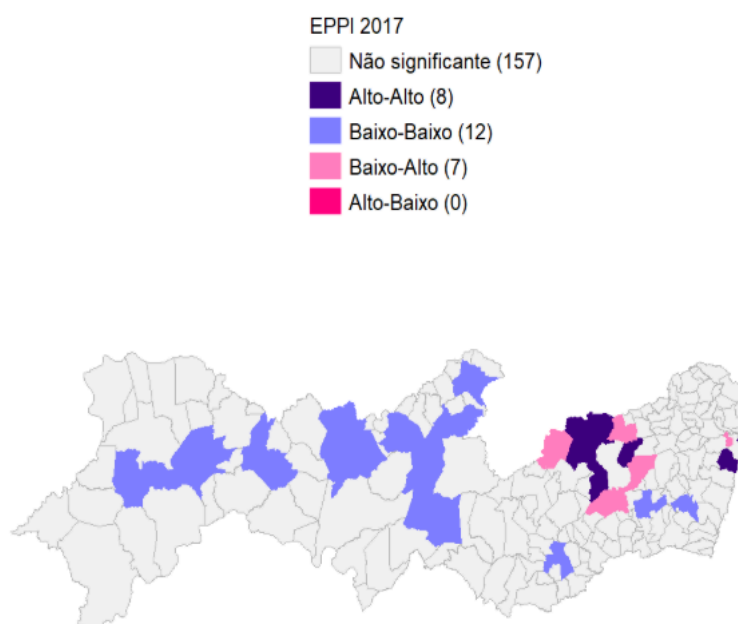 EPPI 2017
Não significante (157)
Alto-Alto (8)
Baixo-Baixo (12)
Baixo-Alto (7)
Alto-Baixo (0)